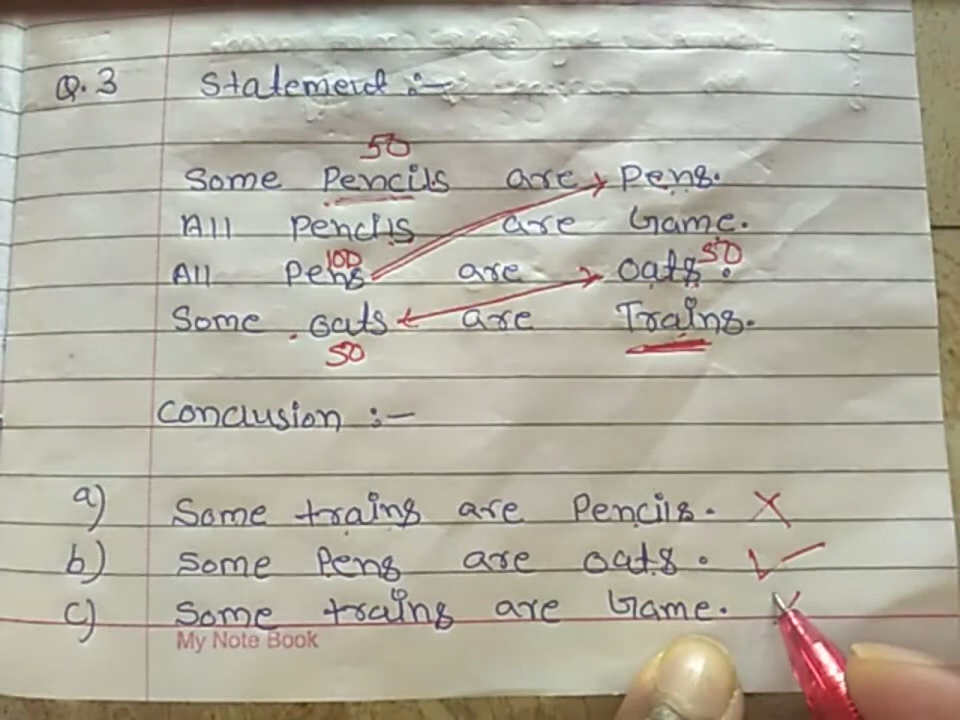 Q.3 Statement :-
50
Some Pencils are Pens.
All Pencils are Game.
100
All Pens are Oats. 50
Some Oats are Trains.
50
Conclusion :-
a) Some trains are Pencils. X
b) Some Pens are Oats. ✓
c) Some trains are Game.
My Note Book